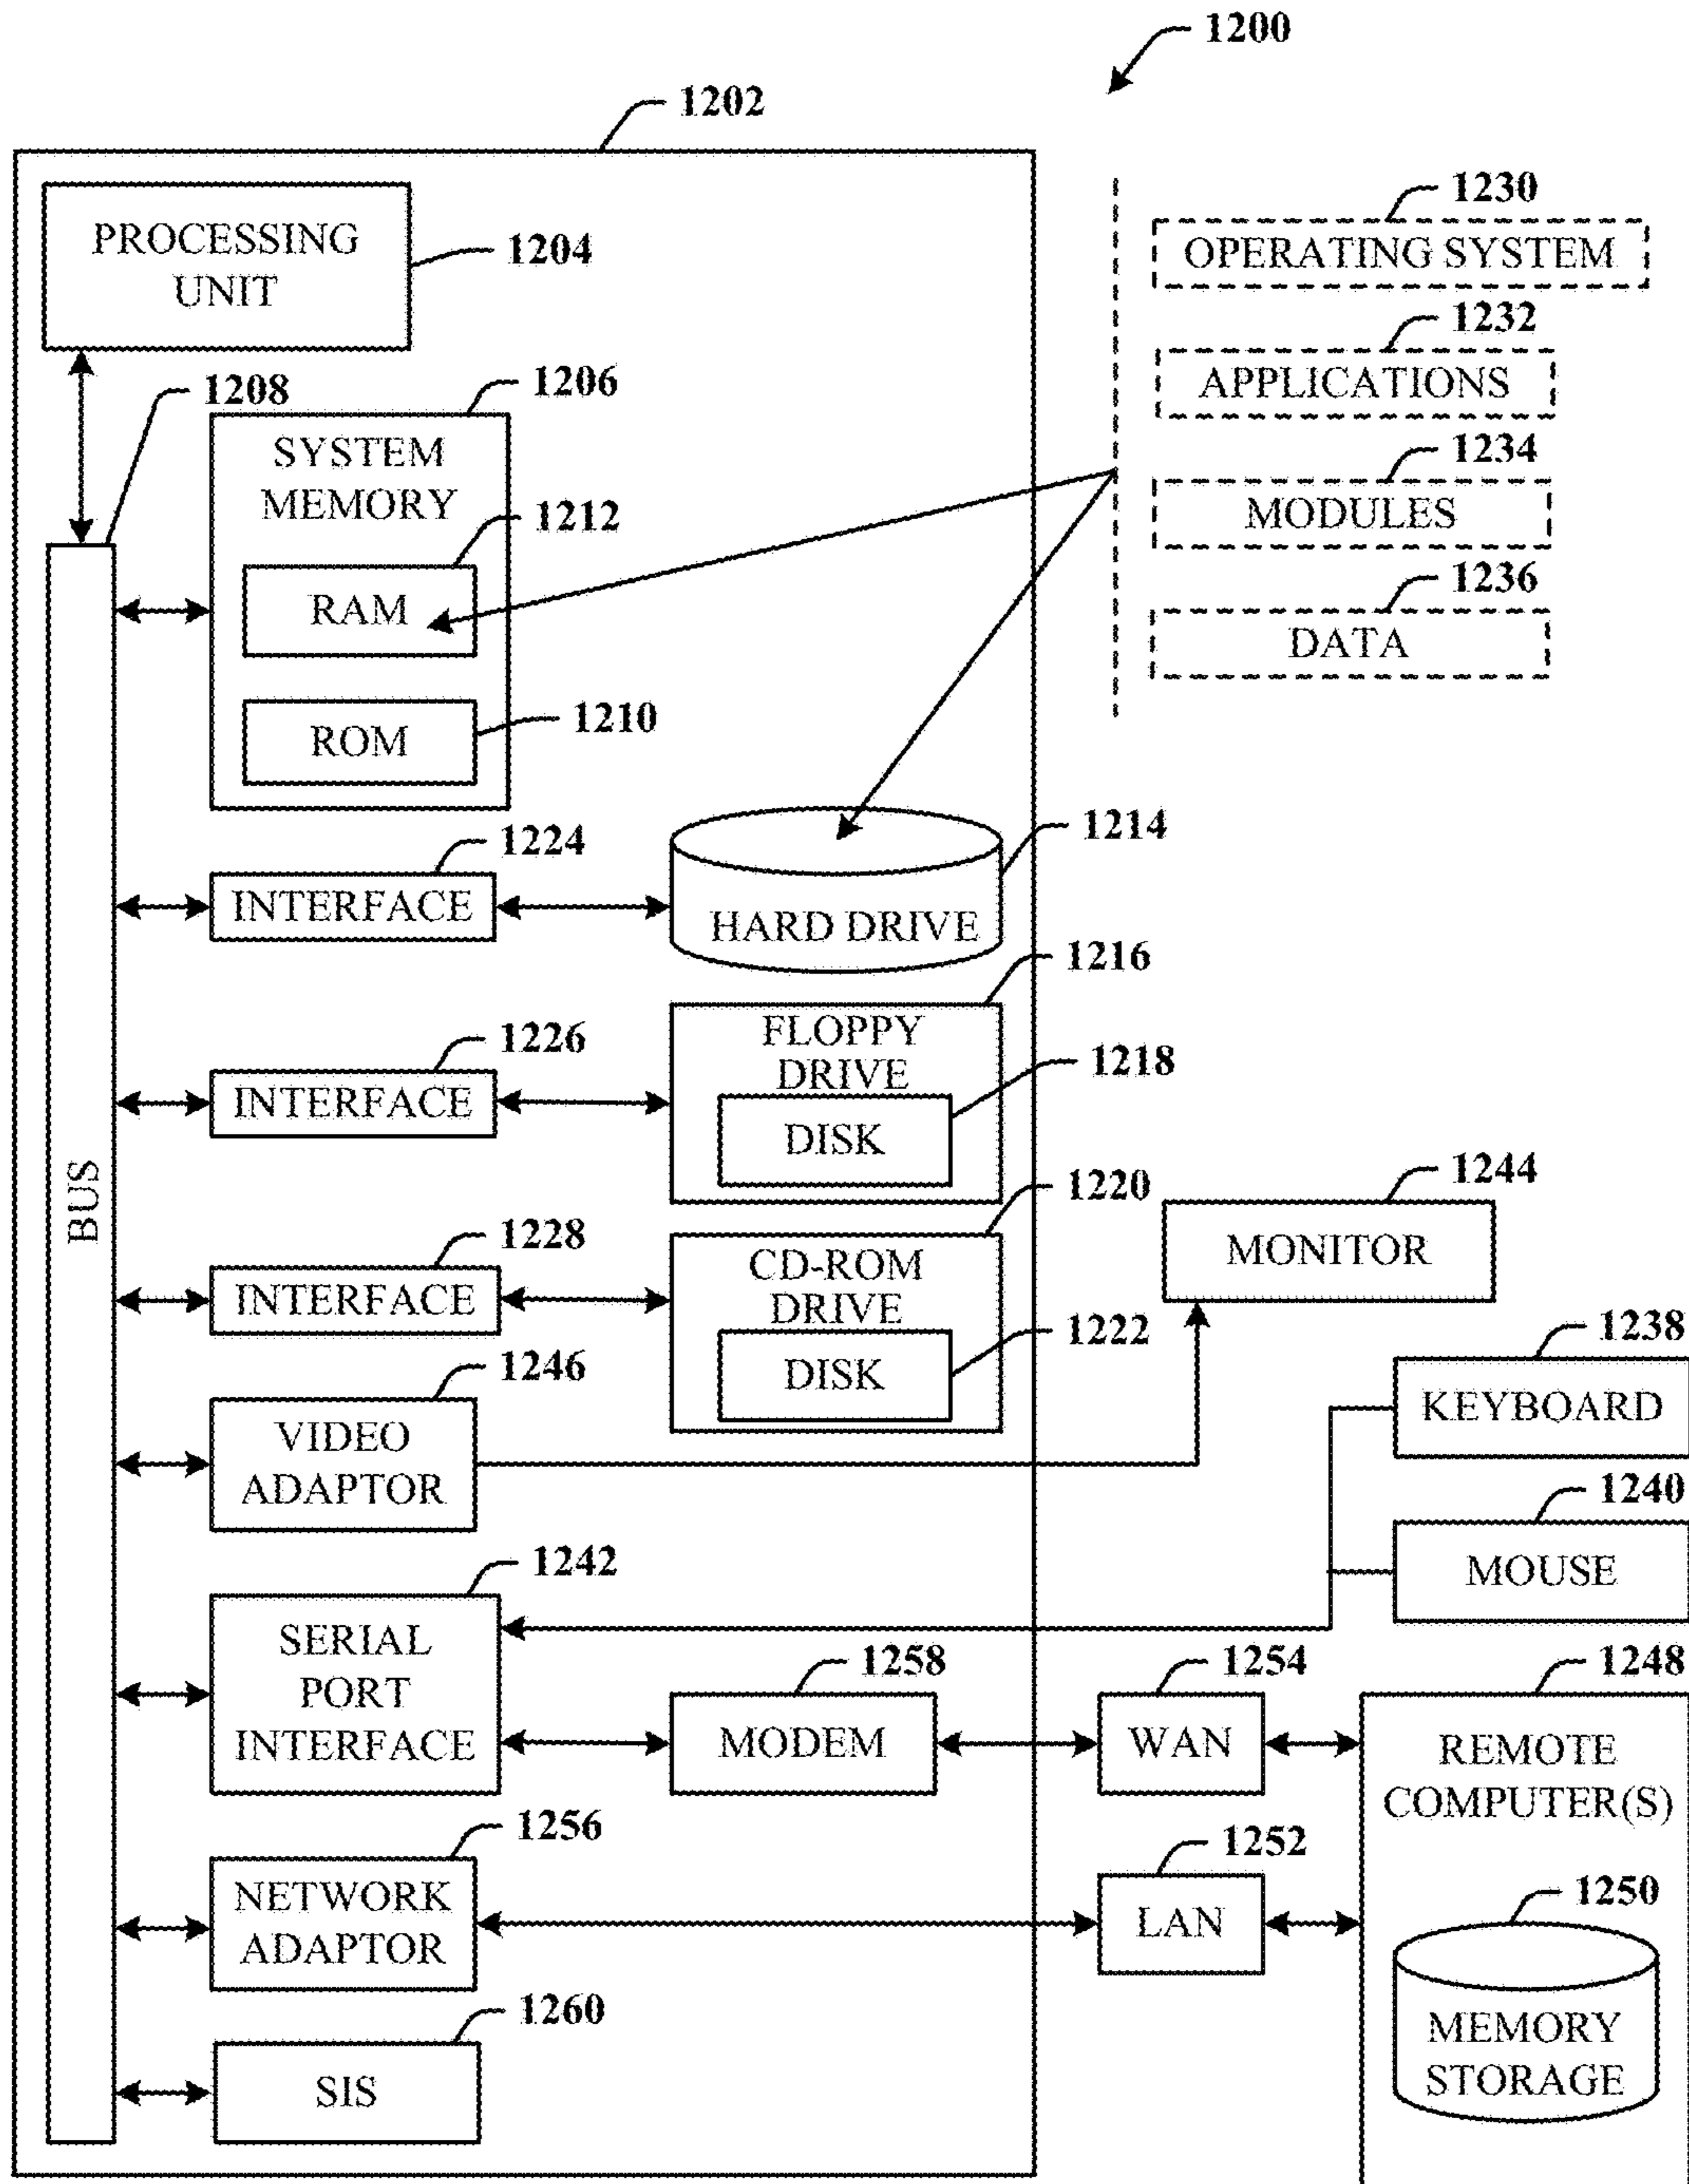 1200
1202
PROCESSING
UNIT
1204
1230
OPERATING SYSTEM
1232
APPLICATIONS
1234
MODULES
1236
DATA
1208
1206
SYSTEM
MEMORY
1212
RAM
1210
ROM
BUS
1224
INTERFACE
1214
HARD DRIVE
1226
INTERFACE
1216
FLOPPY
DRIVE
1218
DISK
1228
INTERFACE
1220
CD-ROM
DRIVE
1222
DISK
1244
MONITOR
1238
KEYBOARD
1240
MOUSE
1246
VIDEO
ADAPTOR
1242
SERIAL
PORT
INTERFACE
1258
MODEM
1254
WAN
1248
REMOTE
COMPUTER(S)
1256
NETWORK
ADAPTOR
1252
LAN
1250
MEMORY
STORAGE
1260
SIS